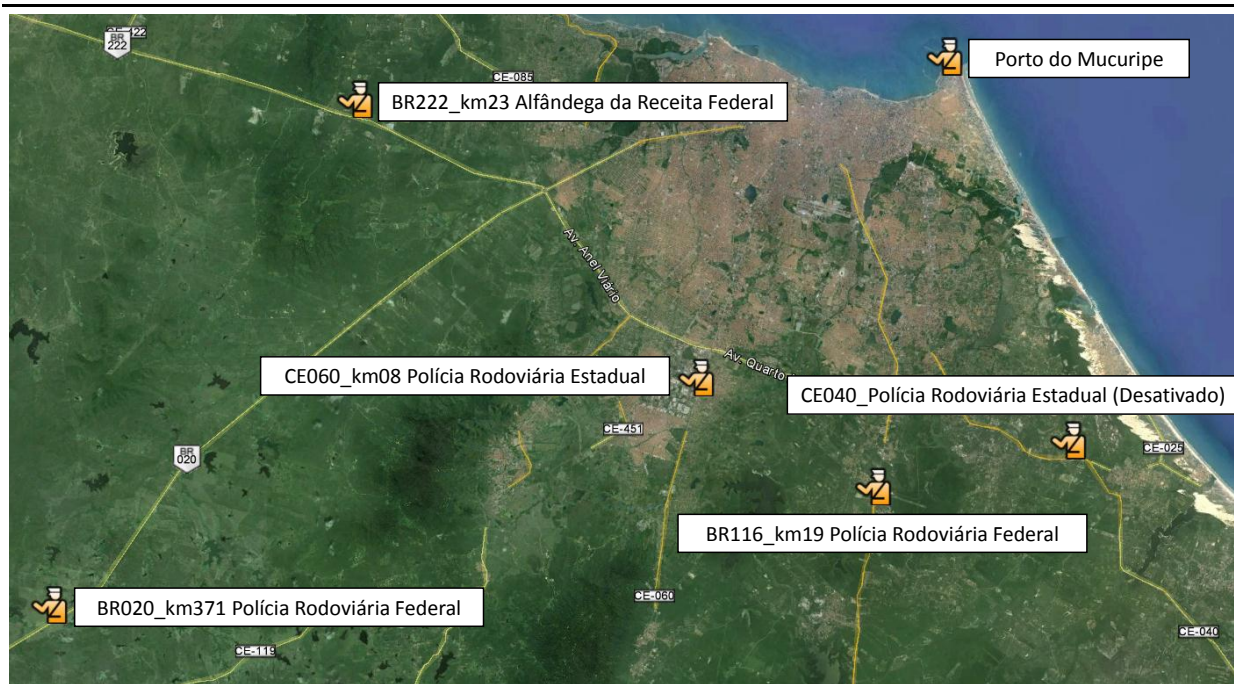 CE-422
BR
222
Porto do Mucuripe
CE-085
BR222_km23 Alfândega da Receita Federal
Av. Anel Viário
Av. Quarto
CE060_km08 Polícia Rodoviária Estadual
CE040_Polícia Rodoviária Estadual (Desativado)
CE-451
CE-025
BR
020
BR116_km19 Polícia Rodoviária Federal
CE-060
BR020_km371 Polícia Rodoviária Federal
CE-040
CE-119